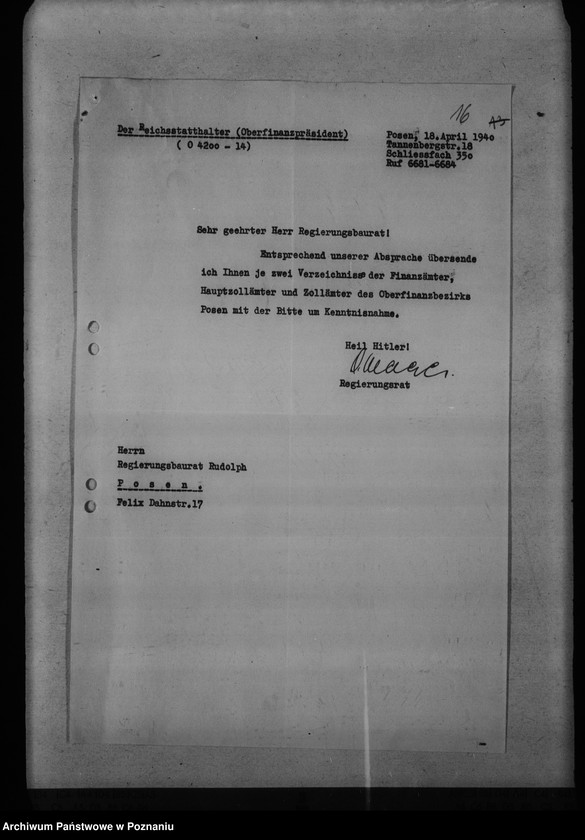 16
Der Reichsstatthalter (Oberfinanzpräsident)
( O 4200 - 14)
Posen, 18.April 1940
Tannenbergstr.18
Schliessfach 350
Ruf 6681-6684
Sehr geehrter Herr Regierungsbaurat!
Entsprechend unserer Absprache übersende
ich Ihnen je zwei Verzeichnisse der Finanzämter,
Hauptzollämter und Zollämter des Oberfinanzbezirks
Posen mit der Bitte um Kenntnisnahme.
Heil Hitler!
Regierungsrat
Herrn
Regierungsbaurat Rudolph
P o s e n .
Felix Dahnstr.17
Archiwum Państwowe w Poznaniu